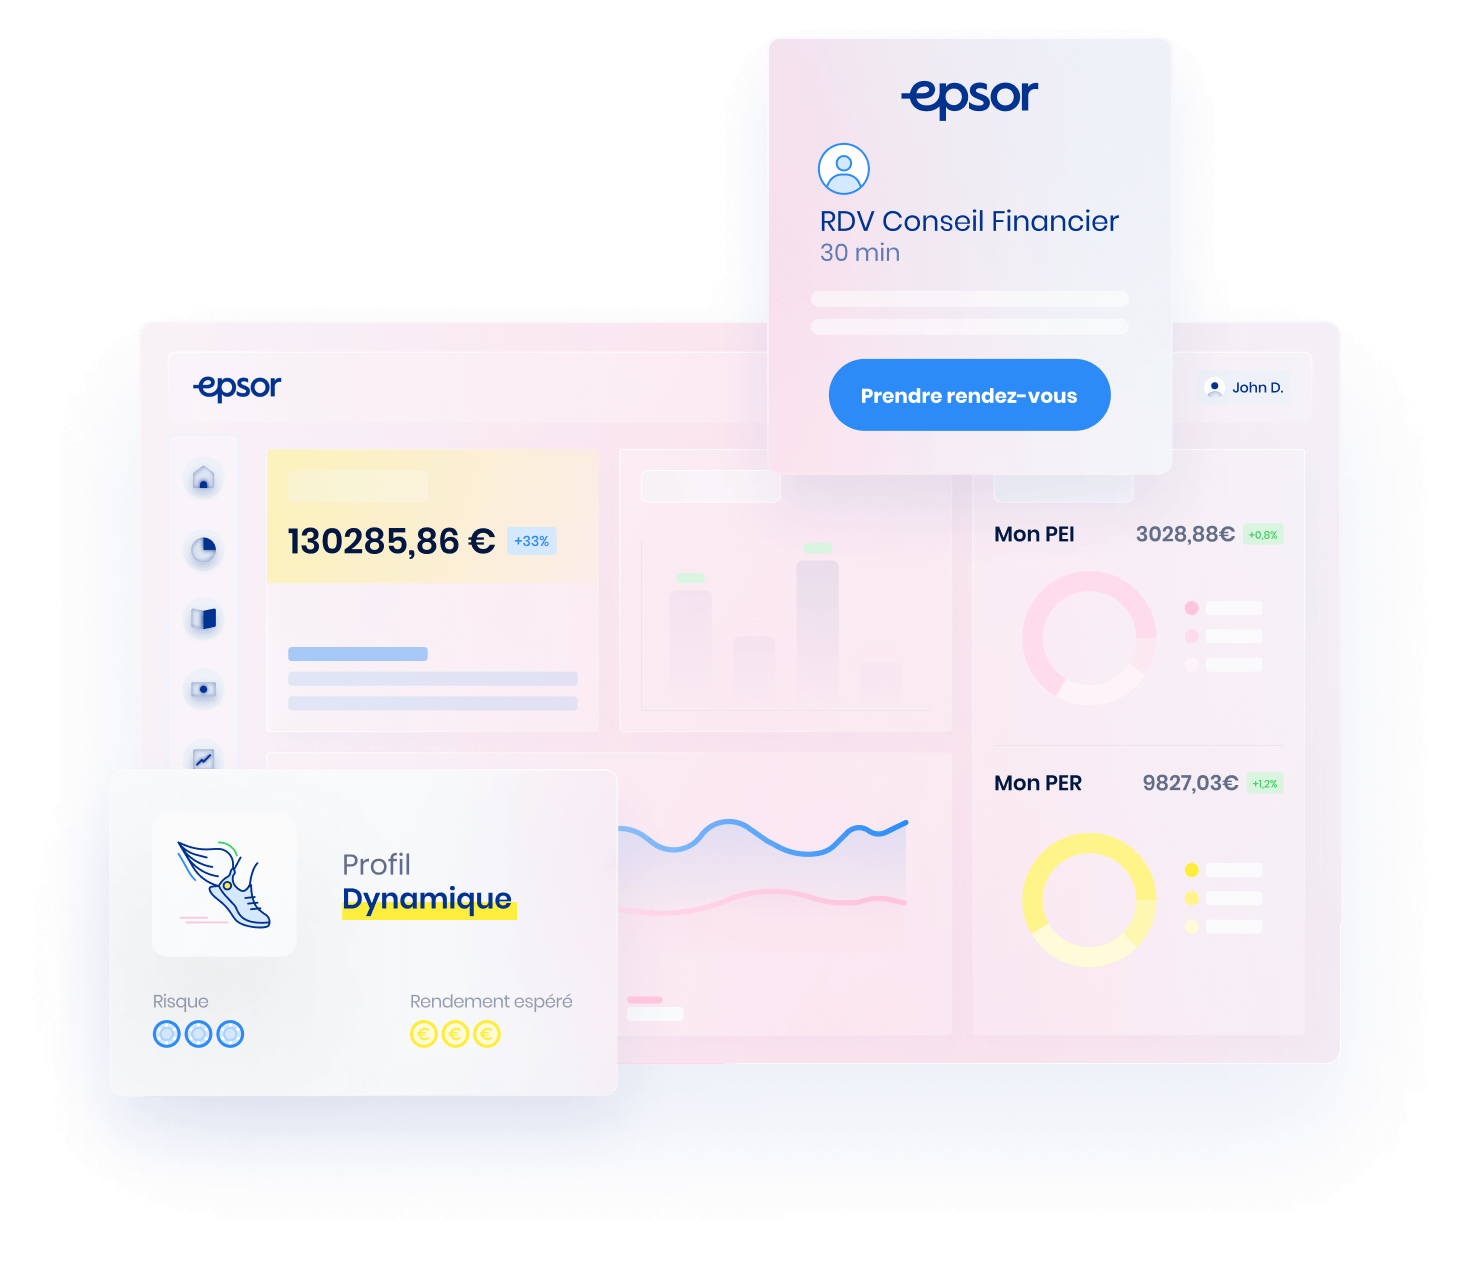 epsor
RDV Conseil Financier
30 min
Prendre rendez-vous
epsor
John D.
130285,86 € +33%
Mon PEI 3028,88€ +0,8%
Mon PER 9827,03€ +1,2%
Profil
Dynamique
Risque
Rendement espéré
€ € €